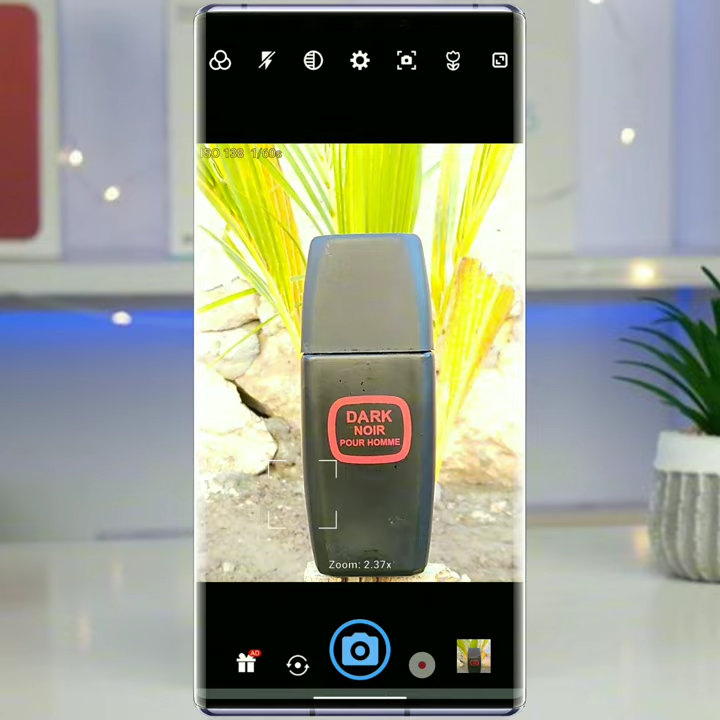 ISO 138 1/60s
DARK
NOIR
POUR HOMME
Zoom: 2.37x
AD